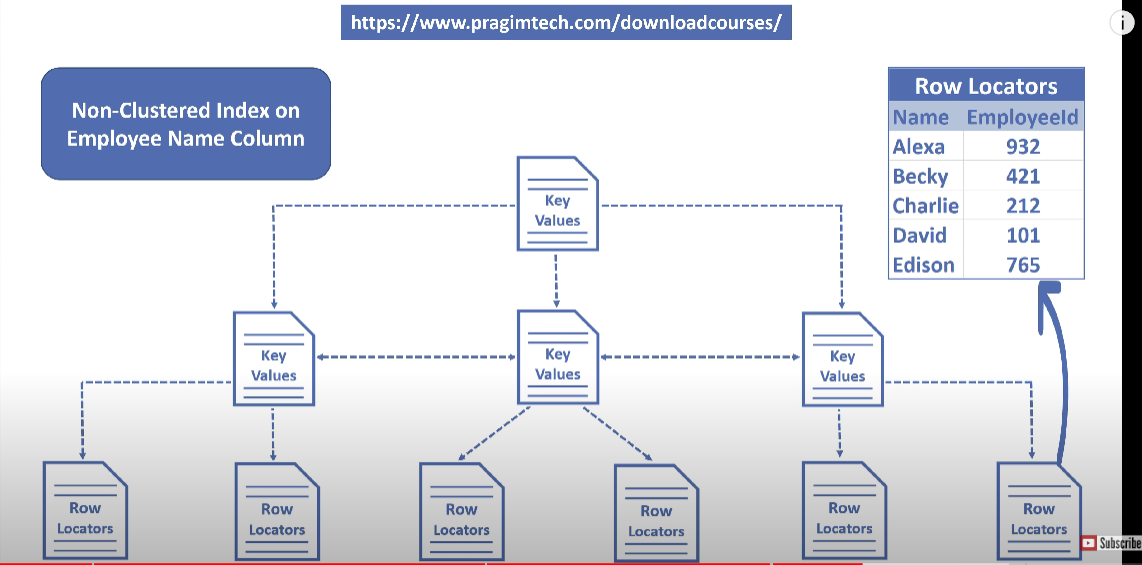 https://www.pragimtech.com/downloadcourses/
i
Non-Clustered Index on
Employee Name Column
Row Locators
Name EmployeeId
Alexa 932
Becky 421
Charlie 212
David 101
Edison 765
Key
Values
Key
Values
Key
Values
Key
Values
Row
Locators
Row
Locators
Row
Locators
Row
Locators
Row
Locators
Row
Locators
Subscribe